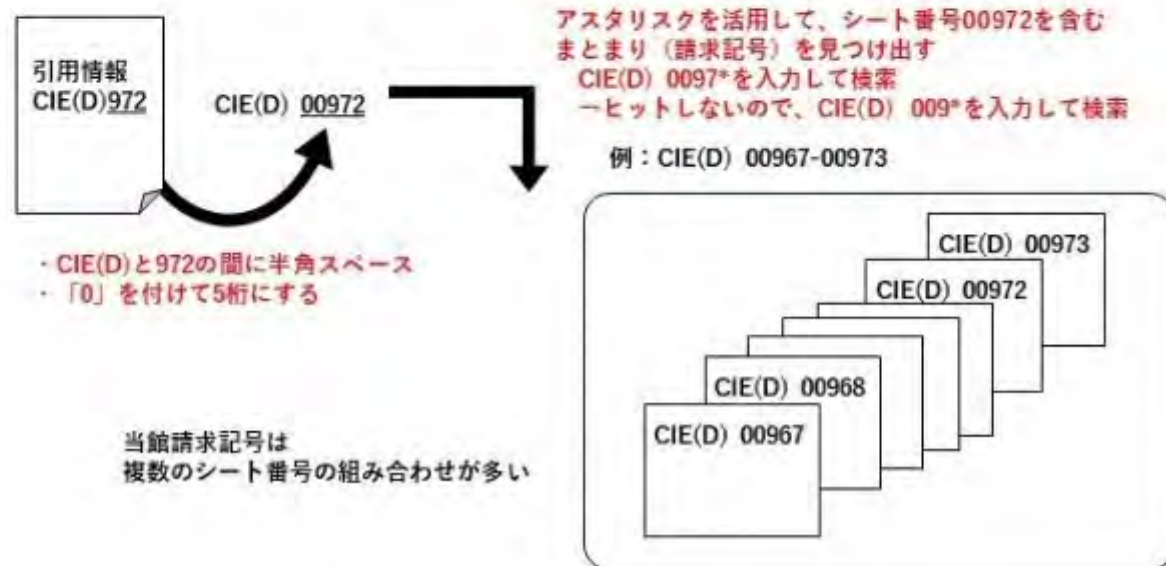 引用情報
CIE(D)972
CIE(D) 00972
アスタリスクを活用して、シート番号00972を含む
まとまり（請求記号）を見つけ出す
CIE(D) 0097*を入力して検索
→ヒットしないので、CIE(D) 009*を入力して検索
例：CIE(D) 00967-00973
・CIE(D)と972の間に半角スペース
・「0」を付けて5桁にする
CIE(D) 00973
CIE(D) 00972
CIE(D) 00968
CIE(D) 00967
当館請求記号は
複数のシート番号の組み合わせが多い